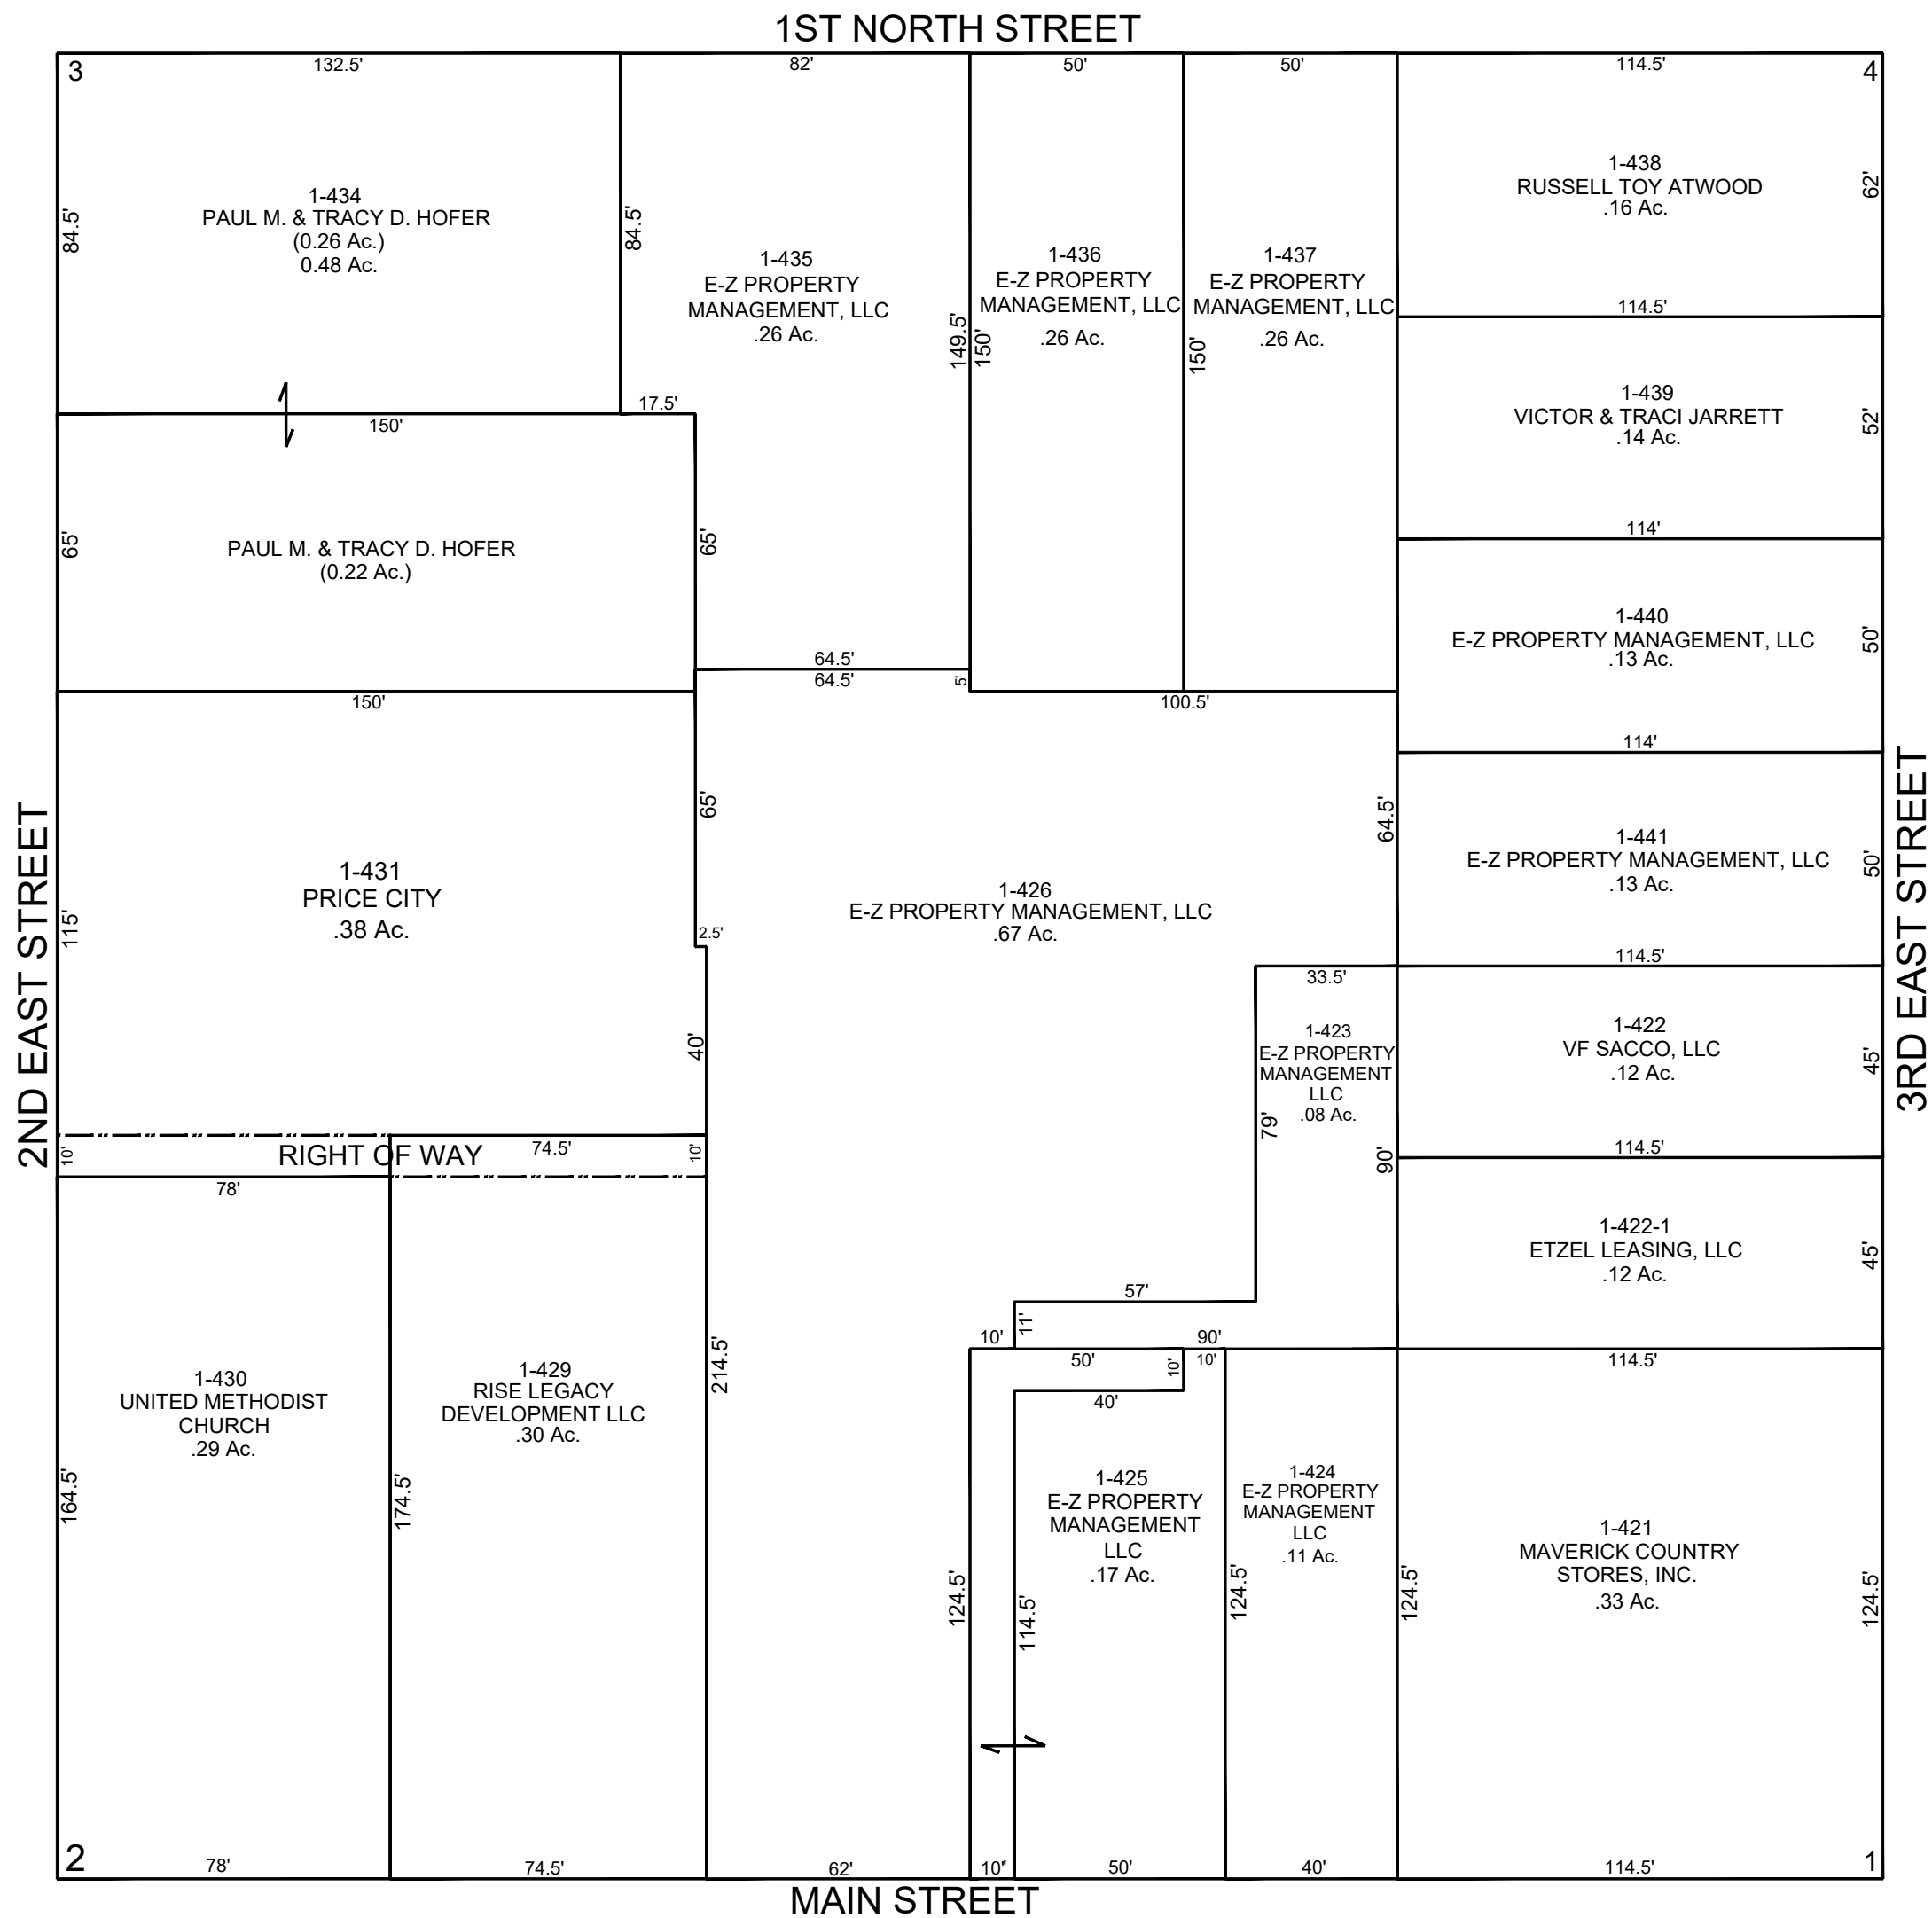 1ST NORTH STREET
3
132.5'
82'
50'
50'
114.5'
4
84.5'
1-434
PAUL M. & TRACY D. HOFER
(0.26 Ac.)
0.48 Ac.
84.5'
1-435
E-Z PROPERTY
MANAGEMENT, LLC
.26 Ac.
149.5'
150'
1-436
E-Z PROPERTY
MANAGEMENT, LLC
.26 Ac.
150'
1-437
E-Z PROPERTY
MANAGEMENT, LLC
.26 Ac.
1-438
RUSSELL TOY ATWOOD
.16 Ac.
62'
114.5'
1-439
VICTOR & TRACI JARRETT
.14 Ac.
52'
114'
17.5'
150'
65'
PAUL M. & TRACY D. HOFER
(0.22 Ac.)
65'
64.5'
64.5'
5'
150'
100.5'
1-440
E-Z PROPERTY MANAGEMENT, LLC
.13 Ac.
50'
114'
2ND EAST STREET
115'
1-431
PRICE CITY
.38 Ac.
65'
2.5'
40'
1-426
E-Z PROPERTY MANAGEMENT, LLC
.67 Ac.
64.5'
1-441
E-Z PROPERTY MANAGEMENT, LLC
.13 Ac.
50'
3RD EAST STREET
114.5'
33.5'
1-423
E-Z PROPERTY
MANAGEMENT
LLC
.08 Ac.
79'
90'
1-422
VF SACCO, LLC
.12 Ac.
45'
114.5'
10'
RIGHT OF WAY
74.5'
10'
78'
1-422-1
ETZEL LEASING, LLC
.12 Ac.
45'
57'
11'
10'
90'
50'
10'
10'
114.5'
40'
1-430
UNITED METHODIST
CHURCH
.29 Ac.
164.5'
1-429
RISE LEGACY
DEVELOPMENT LLC
.30 Ac.
174.5'
214.5'
124.5'
114.5'
1-425
E-Z PROPERTY
MANAGEMENT
LLC
.17 Ac.
124.5'
1-424
E-Z PROPERTY
MANAGEMENT
LLC
.11 Ac.
124.5'
1-421
MAVERICK COUNTRY
STORES, INC.
.33 Ac.
124.5'
2
78'
74.5'
62'
10'
50'
40'
114.5'
1
MAIN STREET